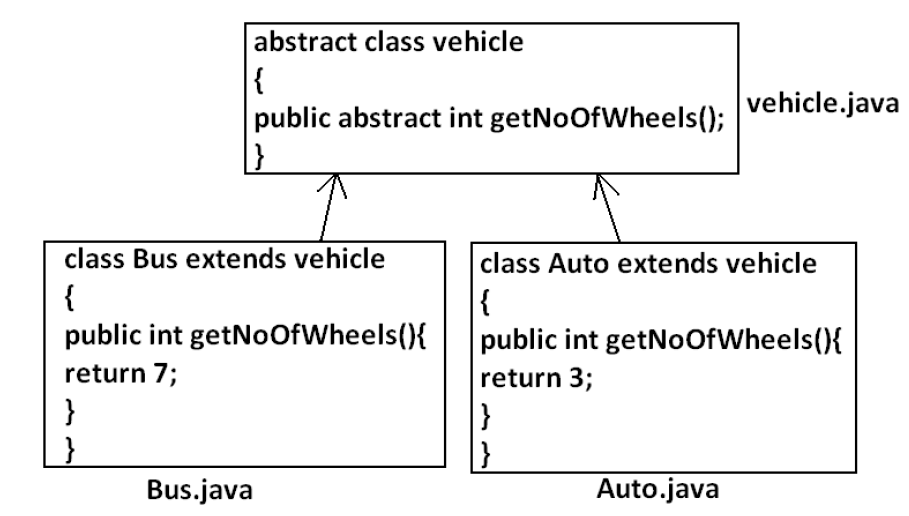 abstract class vehicle
{
public abstract int getNoOfWheels();
}
vehicle.java
class Bus extends vehicle
{
public int getNoOfWheels(){
return 7;
}
}
Bus.java
class Auto extends vehicle
{
public int getNoOfWheels(){
return 3;
}
}
Auto.java